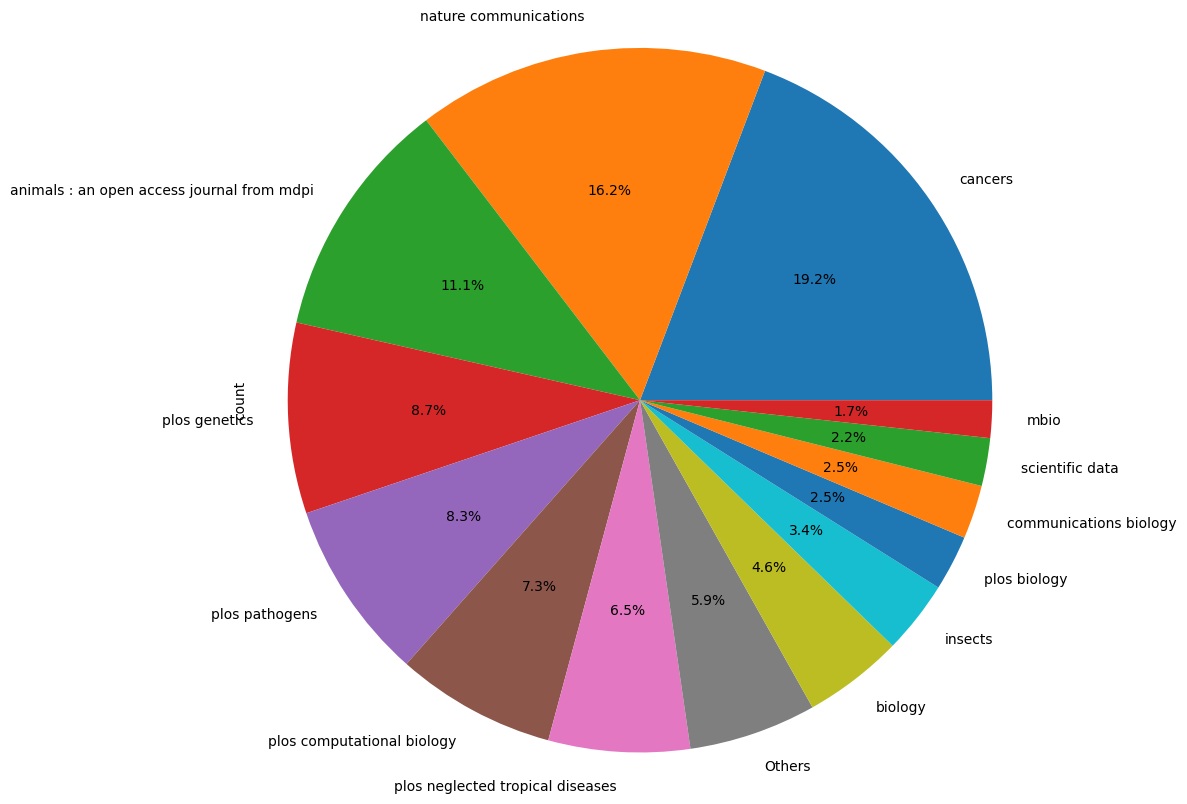 nature communications
cancers
16.2%
animals : an open access journal from mdpi
19.2%
11.1%
count
plos genetics
8.7%
1.7%
mbio
2.2%
scientific data
2.5%
communications biology
2.5%
plos biology
8.3%
3.4%
insects
4.6%
biology
7.3%
6.5%
5.9%
plos pathogens
plos computational biology
plos neglected tropical diseases
Others